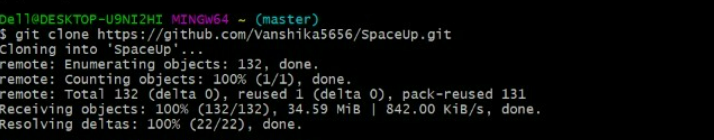 Dell@DESKTOP-U9NI2HI MINGW64 ~ (master)
$ git clone https://github.com/Vanshika5656/SpaceUp.git
Cloning into 'SpaceUp'...
remote: Enumerating objects: 132, done.
remote: Counting objects: 100% (1/1), done.
remote: Total 132 (delta 0), reused 1 (delta 0), pack-reused 131
Receiving objects: 100% (132/132), 34.59 MiB | 842.00 KiB/s, done.
Resolving deltas: 100% (22/22), done.